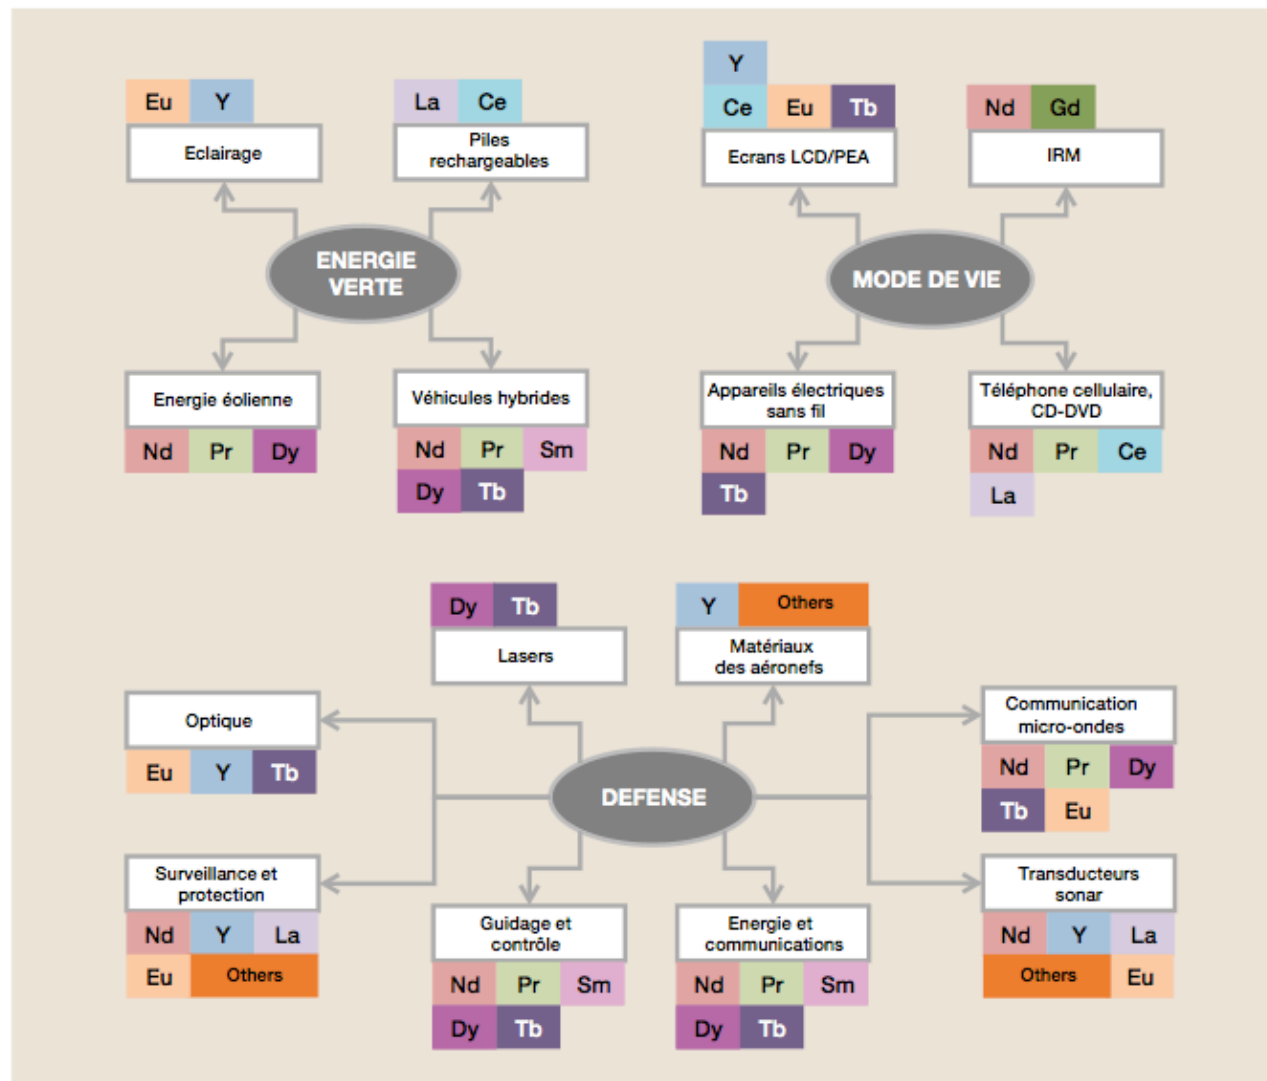 Eu Y
Eclairage
La Ce
Piles
rechargeables
ENERGIE
VERTE
Energie éolienne
Nd Pr Dy
Véhicules hybrides
Nd Pr Sm
Dy Tb
Y
Ce Eu Tb
Ecrans LCD/PEA
Nd Gd
IRM
MODE DE VIE
Appareils électriques
sans fil
Nd Pr Dy
Tb
Téléphone cellulaire,
CD-DVD
Nd Pr Ce
La
Dy Tb
Lasers
Y Others
Matériaux
des aéronefs
Optique
Eu Y Tb
DEFENSE
Communication
micro-ondes
Nd Pr Dy
Tb Eu
Surveillance et
protection
Nd Y La
Eu Others
Guidage et
contrôle
Nd Pr Sm
Dy Tb
Energie et
communications
Nd Pr Sm
Dy Tb
Transducteurs
sonar
Nd Y La
Others Eu